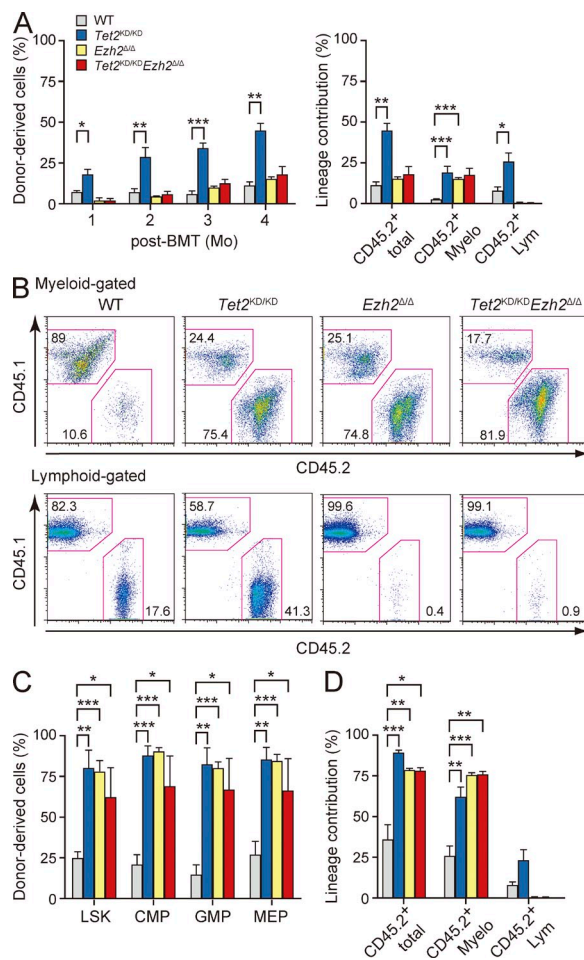 A
WT
Tet2KD/KD
Ezh2Δ/Δ
Tet2KD/KDEzh2Δ/Δ
Donor-derived cells (%)
100
75
50
25
0
*
**
***
**
1 2 3 4
post-BMT (Mo)
Lineage contribution (%)
100
75
50
25
0
**
***
***
*
CD45.2+ total
CD45.2+ Myelo
CD45.2+ Lym
B
Myeloid-gated
WT Tet2KD/KD Ezh2Δ/Δ Tet2KD/KDEzh2Δ/Δ
CD45.1
89 24.4 25.1 17.7
10.6 75.4 74.8 81.9
CD45.2
Lymphoid-gated
CD45.1
82.3 58.7 99.6 99.1
17.6 41.3 0.4 0.9
CD45.2
C
Donor-derived cells (%)
100
75
50
25
0
* * * *
*** *** *** ***
** *** ** **
LSK CMP GMP MEP
D
Lineage contribution (%)
100
75
50
25
0
*
**
***
**
***
**
CD45.2+ total
CD45.2+ Myelo
CD45.2+ Lym